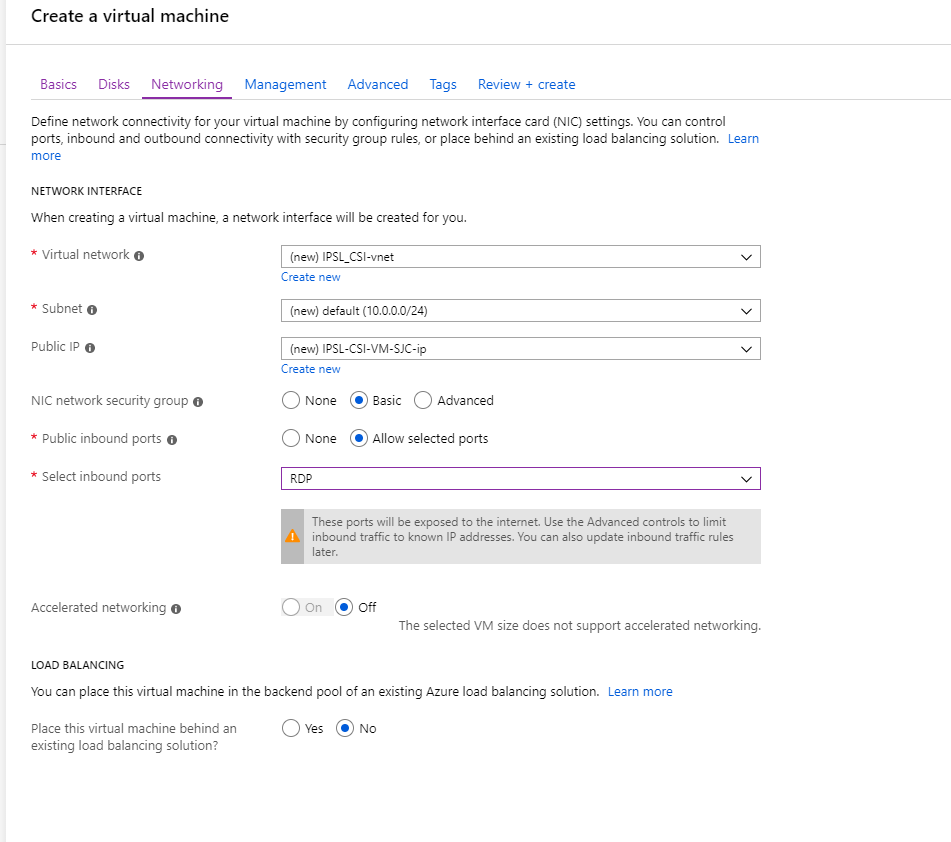 Create a virtual machine
Basics Disks Networking Management Advanced Tags Review + create
Define network connectivity for your virtual machine by configuring network interface card (NIC) settings. You can control
ports, inbound and outbound connectivity with security group rules, or place behind an existing load balancing solution. Learn
more
NETWORK INTERFACE
When creating a virtual machine, a network interface will be created for you.
* Virtual network
(new) IPSL_CSI-vnet
Create new
* Subnet
(new) default (10.0.0.0/24)
Public IP
(new) IPSL-CSI-VM-SJC-ip
Create new
NIC network security group
None Basic Advanced
* Public inbound ports
None Allow selected ports
* Select inbound ports
RDP
These ports will be exposed to the internet. Use the Advanced controls to limit
inbound traffic to known IP addresses. You can also update inbound traffic rules
later.
Accelerated networking
On Off
The selected VM size does not support accelerated networking.
LOAD BALANCING
You can place this virtual machine in the backend pool of an existing Azure load balancing solution. Learn more
Place this virtual machine behind an
existing load balancing solution?
Yes No